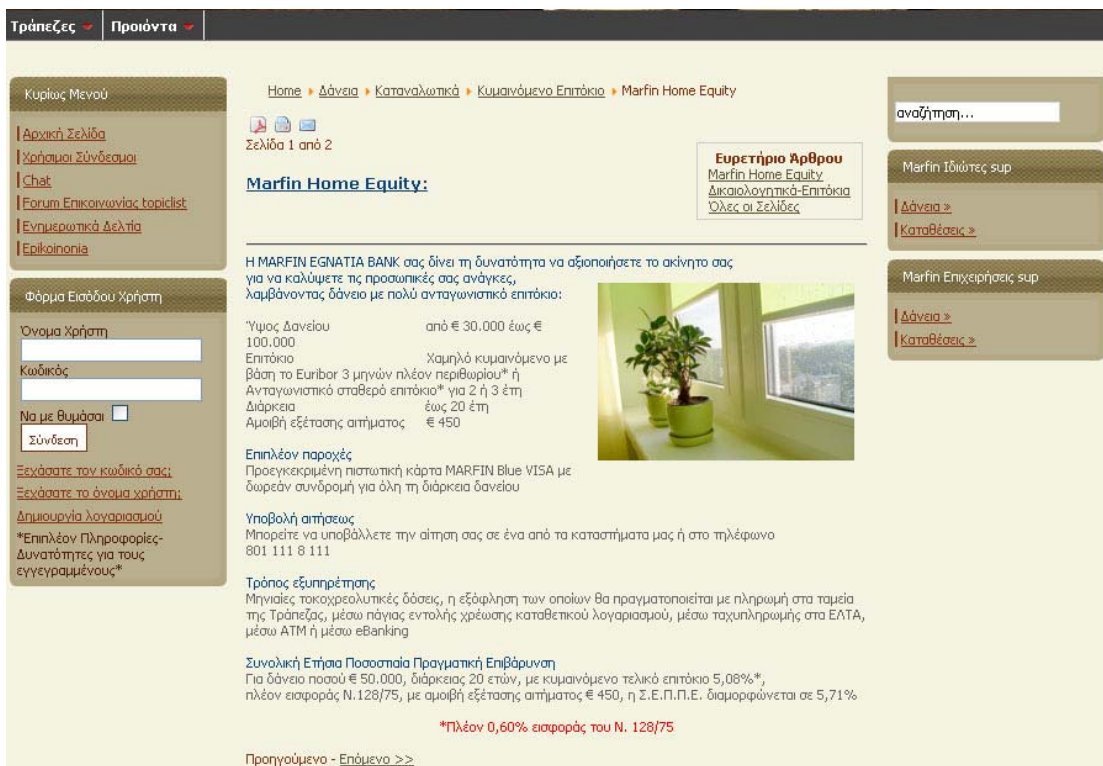 Τράπεζες Προιόντα
Κυρίως Μενού
Αρχική Σελίδα
Χρήσιμοι Σύνδεσμοι
Chat
Forum Επικοινωνίας topiclist
Ενημερωτικά Δελτία
Epikoinonia
Φόρμα Εισόδου Χρήστη
Όνομα Χρήστη
Κωδικός
Να με θυμάσαι
Σύνδεση
Ξεχάσατε τον κωδικό σας;
Ξεχάσατε το όνομα χρήστη;
Δημιουργία λογαριασμού
*Επιπλέον Πληροφορίες-
Δυνατότητες για τους
εγγεγραμμένους*
Home Δάνεια Καταναλωτικά Κυμαινόμενο Επιτόκιο Marfin Home Equity
Σελίδα 1 από 2
Marfin Home Equity:
Ευρετήριο Άρθρου
Marfin Home Equity
Δικαιολογητικά-Επιτόκια
Όλες οι Σελίδες
Η MARFIN EGNATIA BANK σας δίνει τη δυνατότητα να αξιοποιήσετε το ακίνητο σας
για να καλύψετε τις προσωπικές σας ανάγκες,
λαμβάνοντας δάνειο με πολύ ανταγωνιστικό επιτόκιο:
Ύψος Δανείου από € 30.000 έως €
100.000
Επιτόκιο Χαμηλό κυμαινόμενο με
βάση το Euribor 3 μηνών πλέον περιθωρίου* ή
Ανταγωνιστικό σταθερό επιτόκιο* για 2 ή 3 έτη
Διάρκεια έως 20 έτη
Αμοιβή εξέτασης αιτήματος € 450
Επιπλέον παροχές
Προεγκεκριμένη πιστωτική κάρτα MARFIN Blue VISA με
δωρεάν συνδρομή για όλη τη διάρκεια δανείου
Υποβολή αιτήσεως
Μπορείτε να υποβάλλετε την αίτηση σας σε ένα από τα καταστήματα μας ή στο τηλέφωνο
801 111 8 111
Τρόπος εξυπηρέτησης
Μηνιαίες τοκοχρεολυτικές δόσεις, η εξόφληση των οποίων θα πραγματοποιείται με πληρωμή στα ταμεία
της Τράπεζας, μέσω πάγιας εντολής χρέωσης καταθετικού λογαριασμού, μέσω ταχυπληρωμής στα ΕΛΤΑ,
μέσω ATM ή μέσω eBanking
Συνολική Ετήσια Ποσοστιαία Πραγματική Επιβάρυνση
Για δάνειο ποσού € 50.000, διάρκειας 20 ετών, με κυμαινόμενο τελικό επιτόκιο 5,08%*,
πλέον εισφοράς Ν.128/75, με αμοιβή εξέτασης αιτήματος € 450, η Σ.Ε.Π.Π.Ε. διαμορφώνεται σε 5,71%
*Πλέον 0,60% εισφοράς του Ν. 128/75
Προηγούμενο - Επόμενο >>
αναζήτηση...
Marfin Ιδιώτες sup
Δάνεια »
Καταθέσεις »
Marfin Επιχειρήσεις sup
Δάνεια »
Καταθέσεις »